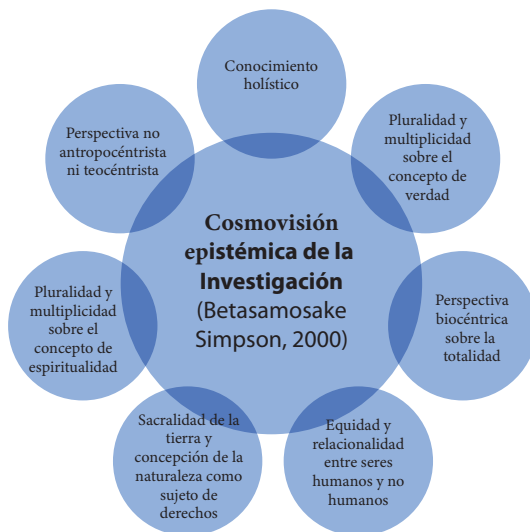 Conocimiento
holístico
Pluralidad y
multiplicidad
sobre el
concepto de
verdad
Perspectiva
biocéntrica
sobre la
totalidad
Equidad y
relacionalidad
entre seres
humanos y no
humanos
Sacralidad de la
tierra y
concepción de la
naturaleza como
sujeto de
derechos
Pluralidad y
multiplicidad
sobre el
concepto de
espiritualidad
Perspectiva no
antropocéntrista
ni teocéntrista
Cosmovisión
epistémica de la
Investigación
(Betasamosake
Simpson, 2000)